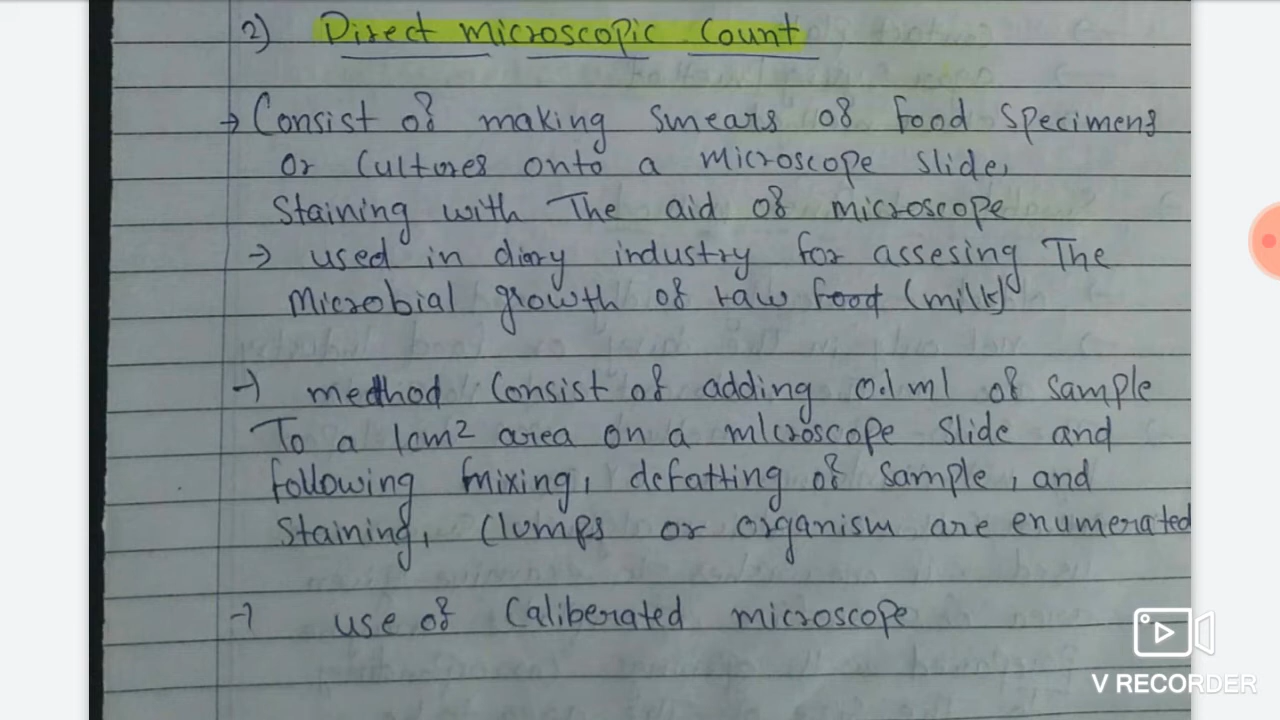 2) Direct microscopic Count
→ Consist of making smears of food specimens
or cultures onto a microscope slide,
Staining with The aid of microscope
→ used in diary industry for assesing The
Microbial growth of raw food (milk)
→ method Consist of adding 0.1 ml of sample
To a 1cm² area on a microscope slide and
following mixing, defatting of sample, and
Staining, Clumps or organism are enumerated
→ use of Caliberated microscope
V RECORDER